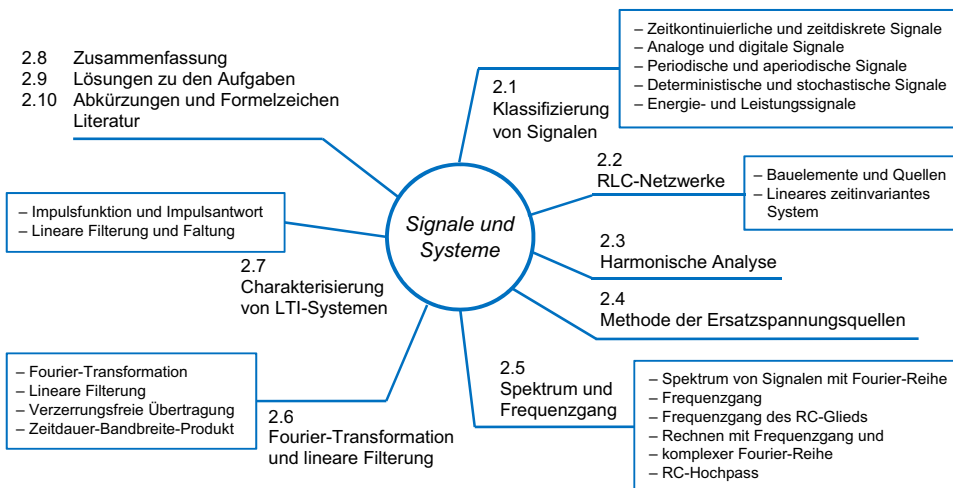 2.8 Zusammenfassung
2.9 Lösungen zu den Aufgaben
2.10 Abkürzungen und Formelzeichen
Literatur
Signale und
Systeme
2.1
Klassifizierung
von Signalen
– Zeitkontinuierliche und zeitdiskrete Signale
– Analoge und digitale Signale
– Periodische und aperiodische Signale
– Deterministische und stochastische Signale
– Energie- und Leistungssignale
2.2
RLC-Netzwerke
– Bauelemente und Quellen
– Lineares zeitinvariantes
System
2.3
Harmonische Analyse
2.4
Methode der Ersatzspannungsquellen
2.5
Spektrum und
Frequenzgang
– Spektrum von Signalen mit Fourier-Reihe
– Frequenzgang
– Frequenzgang des RC-Glieds
– Rechnen mit Frequenzgang und
– komplexer Fourier-Reihe
– RC-Hochpass
2.6
Fourier-Transformation
und lineare Filterung
– Fourier-Transformation
– Lineare Filterung
– Verzerrungsfreie Übertragung
– Zeitdauer-Bandbreite-Produkt
2.7
Charakterisierung
von LTI-Systemen
– Impulsfunktion und Impulsantwort
– Lineare Filterung und Faltung